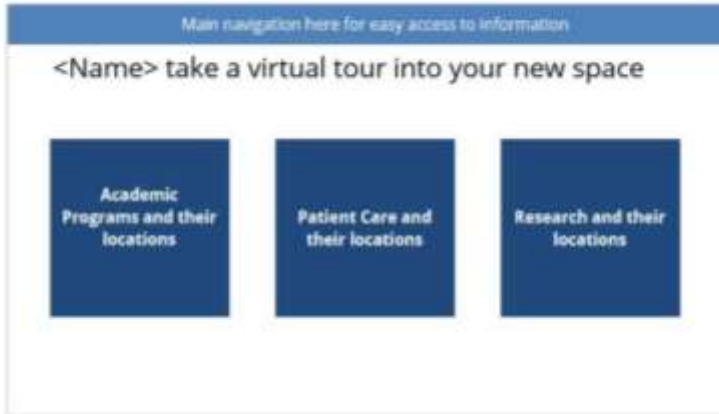 Main navigation here for easy access to information
<Name> take a virtual tour into your new space
Academic
Programs and their
locations
Patient Care and
their locations
Research and their
locations